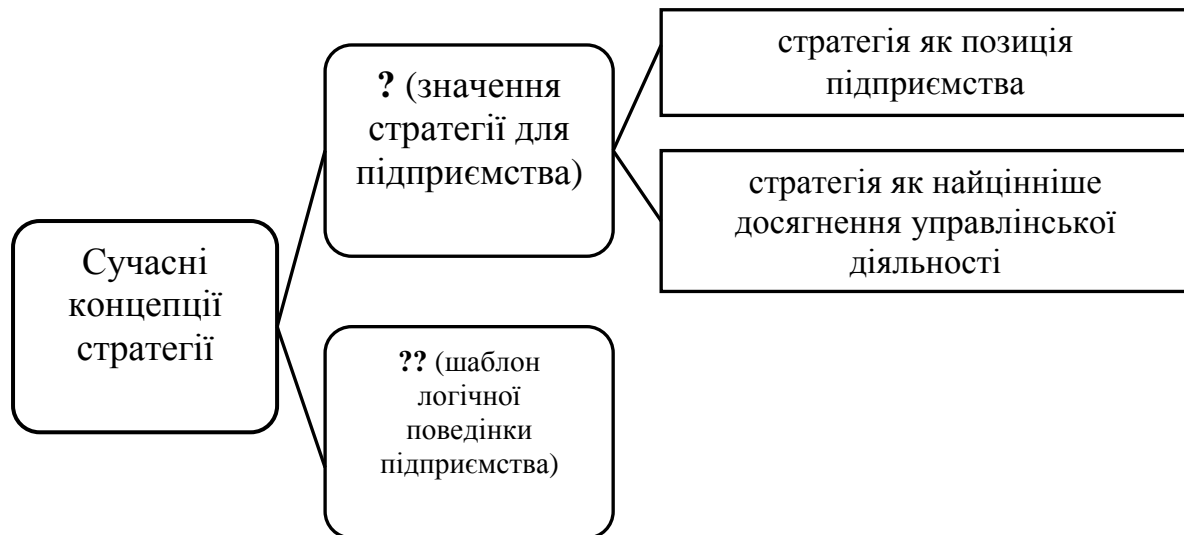 стратегія як позиція
підприємства
? (значення
стратегії для
підприємства)
стратегія як найцінніше
досягнення управлінської
діяльності
Сучасні
концепції
стратегії
?? (шаблон
логічної
поведінки
підприємства)